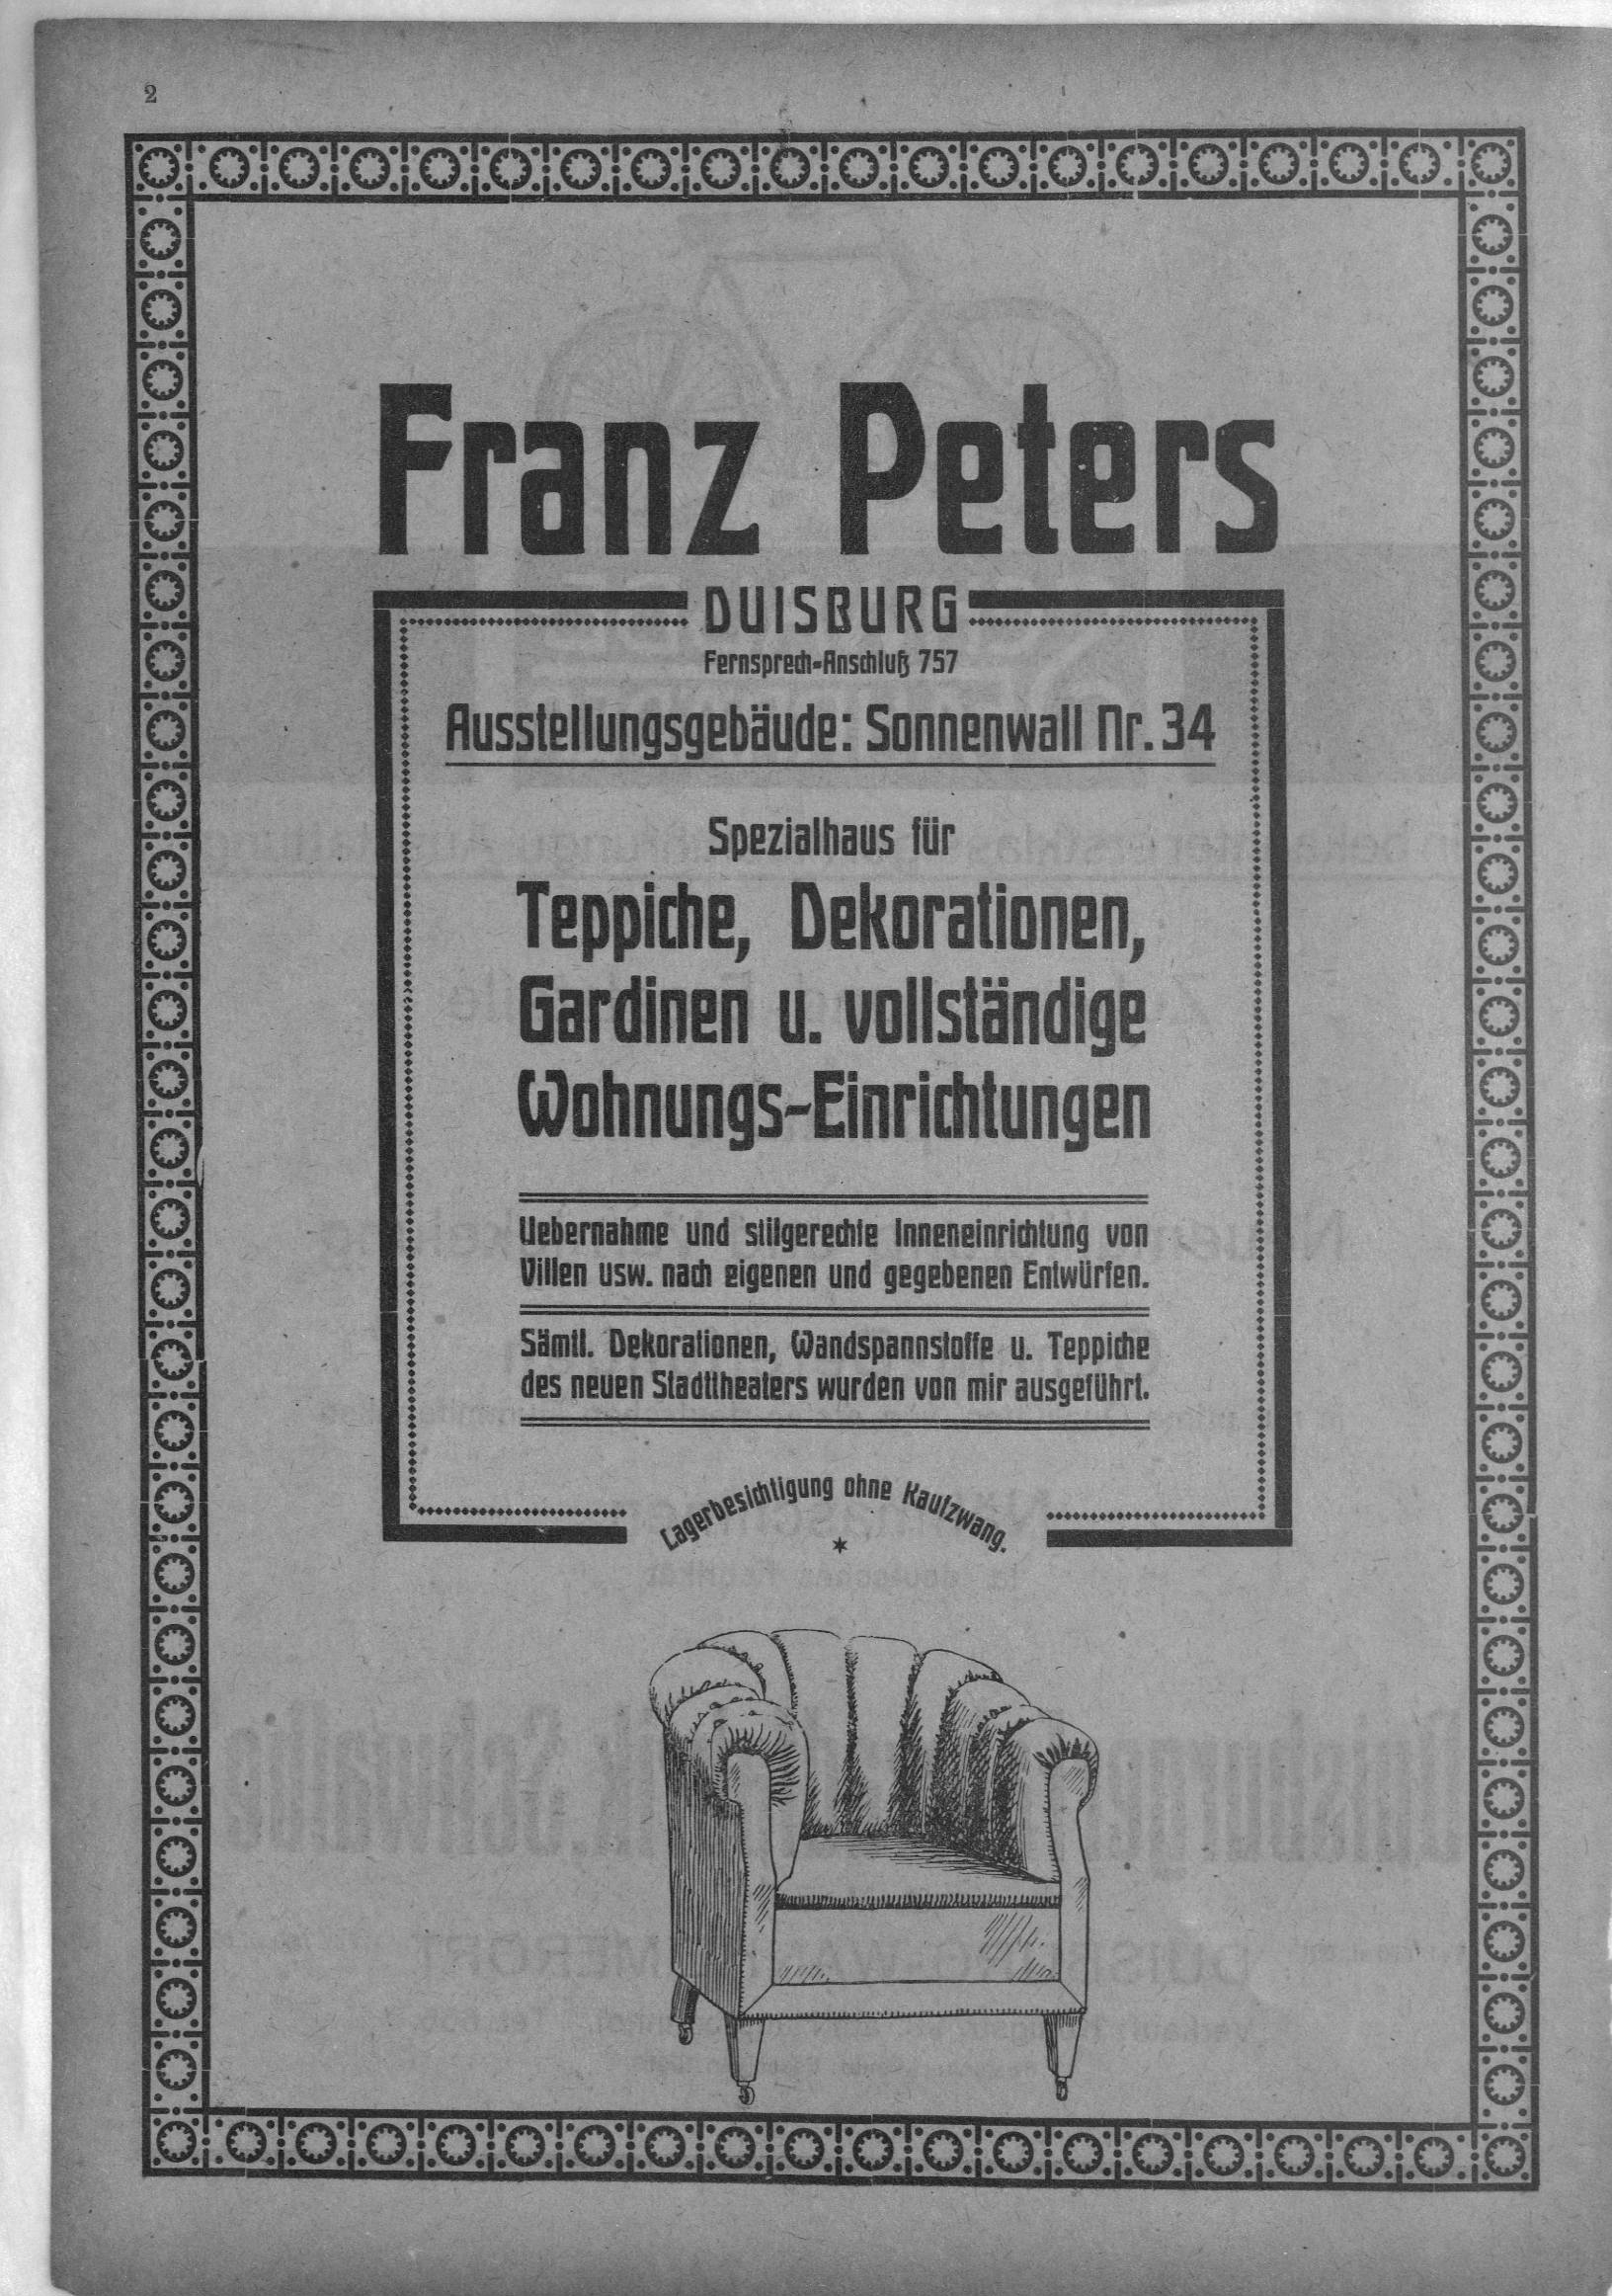 2
Franz Peters
DUISBURG
Fernsprech-Anschluß 757
Ausstellungsgebäude: Sonnenwall Nr. 34
Spezialhaus für
Teppiche, Dekorationen,
Gardinen u. vollständige
Wohnungs-Einrichtungen
Uebernahme und stilgerechte Inneneinrichtung von
Villen usw. nach eigenen und gegebenen Entwürfen.
Sämtl. Dekorationen, Wandspannstoffe u. Teppiche
des neuen Stadttheaters wurden von mir ausgeführt.
Lagerbesichtigung ohne Kaufzwang.